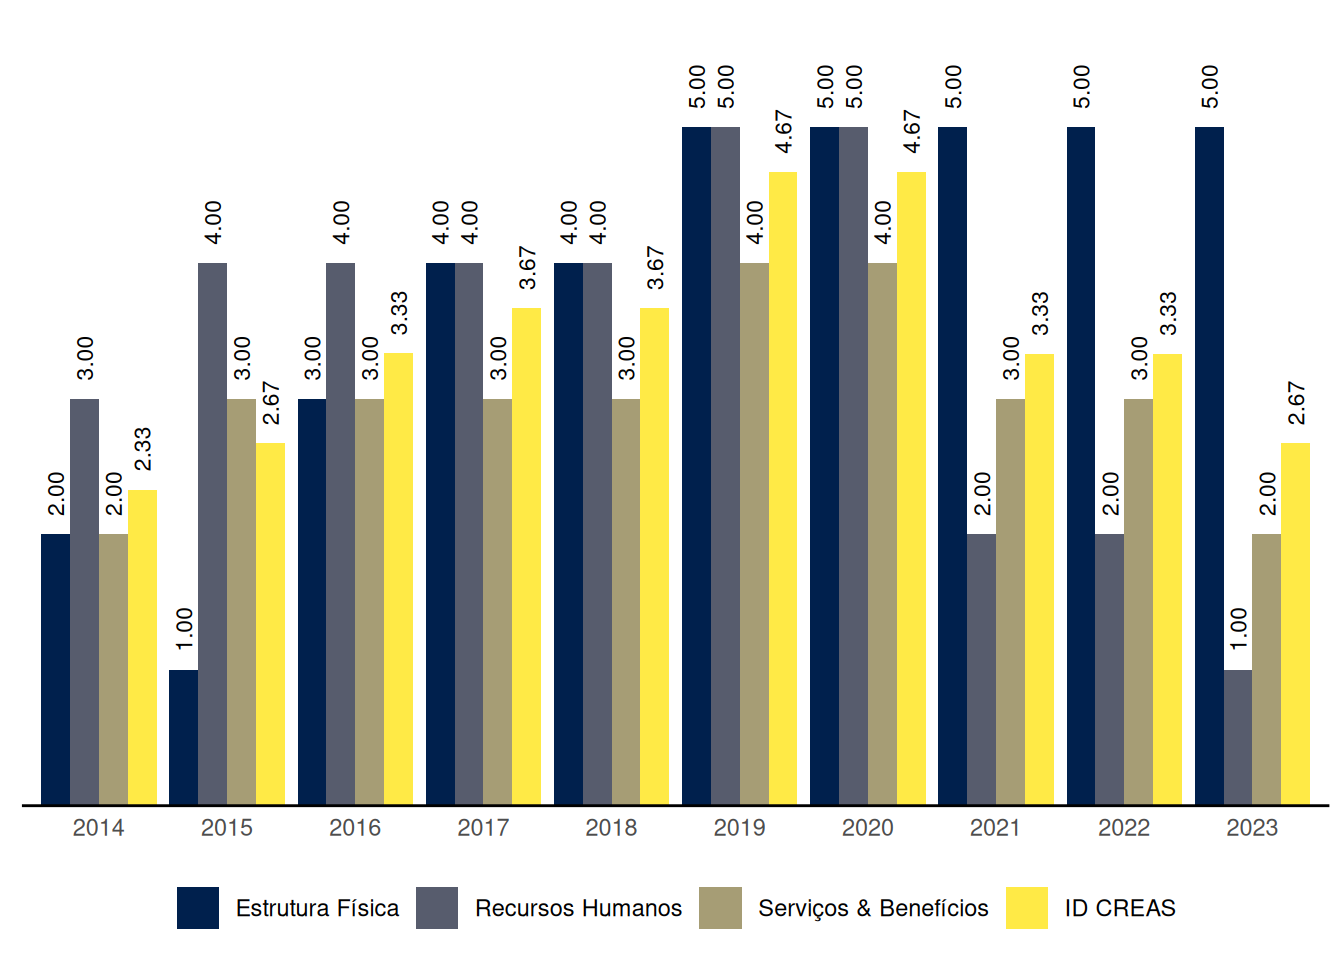 2.00 3.00 2.00 2.33
1.00 4.00 3.00 2.67
3.00 4.00 3.00 3.33
4.00 4.00 3.00 3.67
4.00 4.00 3.00 3.67
5.00 5.00 4.00 4.67
5.00 5.00 4.00 4.67
5.00 2.00 3.00 3.33
5.00 2.00 3.00 3.33
5.00 1.00 2.00 2.67
2014 2015 2016 2017 2018 2019 2020 2021 2022 2023
Estrutura Física Recursos Humanos Serviços & Benefícios ID CREAS